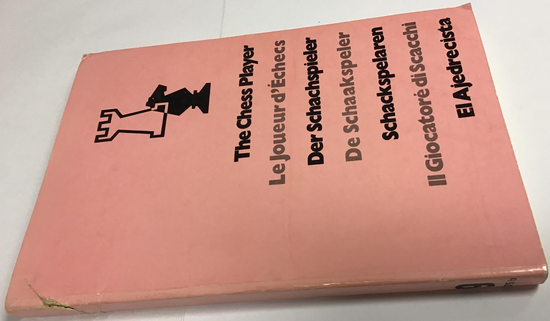 The Chess Player
Le Joueur d'Echecs
Der Schachspieler
De Schaakspeler
Schackspelaren
Il Giocatore di Scacchi
El Ajedrecista